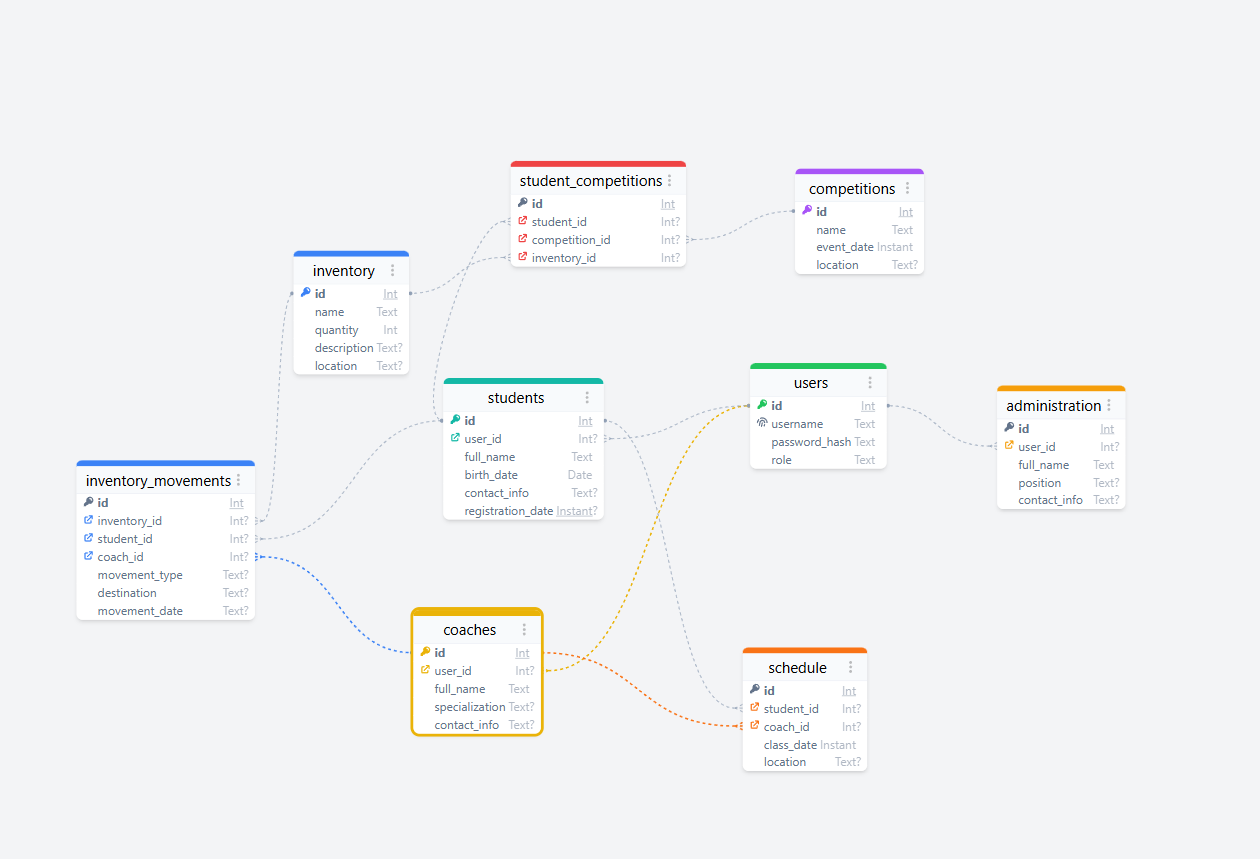 student_competitions
id Int
student_id Int?
competition_id Int?
inventory_id Int?
competitions
id Int
name Text
event_date Instant
location Text?
inventory
id Int
name Text
quantity Int
description Text?
location Text?
students
id Int
user_id Int?
full_name Text
birth_date Date
contact_info Text?
registration_date Instant?
users
id Int
username Text
password_hash Text
role Text
administration
id Int
user_id Int?
full_name Text
position Text?
contact_info Text?
inventory_movements
id Int
inventory_id Int?
student_id Int?
coach_id Int?
movement_type Text?
destination Text?
movement_date Text?
coaches
id Int
user_id Int?
full_name Text
specialization Text?
contact_info Text?
schedule
id Int
student_id Int?
coach_id Int?
class_date Instant
location Text?